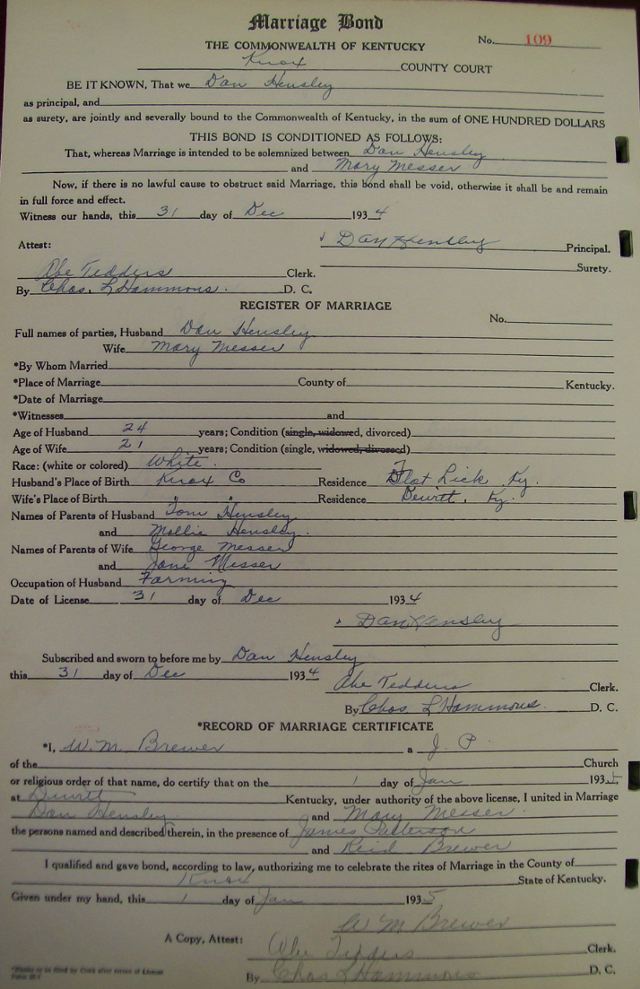 Marriage Bond
No. 109
THE COMMONWEALTH OF KENTUCKY
Knox COUNTY COURT
BE IT KNOWN, That we Dan Hensley
as principal, and
as surety, are jointly and severally bound to the Commonwealth of Kentucky, in the sum of ONE HUNDRED DOLLARS
THIS BOND IS CONDITIONED AS FOLLOWS:
That, whereas Marriage is intended to be solemnized between Dan Hensley
and Mary Messer
Now, if there is no lawful cause to obstruct said Marriage, this bond shall be void, otherwise it shall be and remain
in full force and effect.
Witness our hands, this 31 day of Dec 1934
Attest: Dan Hensley Principal.
Surety.
Abe Tedders Clerk.
By Chas. L Hammons. D. C.
REGISTER OF MARRIAGE
No.
Full names of parties, Husband Dan Hensley
Wife Mary Messer
*By Whom Married
*Place of Marriage County of Kentucky.
*Date of Marriage
*Witnesses and
Age of Husband 24 years; Condition (single, widowed, divorced)
Age of Wife 21 years; Condition (single, widowed, divorced)
Race: (white or colored) White.
Husband's Place of Birth Knox Co Residence Flat Lick, Ky.
Wife's Place of Birth " " Residence Dewitt, Ky.
Names of Parents of Husband Tom Hensley
and Mollie Hensley.
Names of Parents of Wife George Messer
and Jane Messer
Occupation of Husband Farming
Date of License 31 day of Dec 1934
Dan Hensley
Subscribed and sworn to before me by Dan Hensley
this 31 day of Dec 1934 Abe Tedders Clerk.
By Chas. L Hammons. D. C.
*RECORD OF MARRIAGE CERTIFICATE
*I, W. M. Brewer a J. P.
of the Church
or religious order of that name, do certify that on the 1 day of Jan 1935
at Dewitt Kentucky, under authority of the above license, I united in Marriage
Dan Hensley and Mary Messer.
the persons named and described therein, in the presence of James Patterson
and Reid Brewer
I qualified and gave bond, according to law, authorizing me to celebrate the rites of Marriage in the County of
Knox State of Kentucky.
Given under my hand, this 1 day of Jan 1935
W M Brewer
A Copy, Attest: Abe Tedders Clerk.
By Chas L Hammons D. C.
*Blanks to be filled by Clerk after return of License